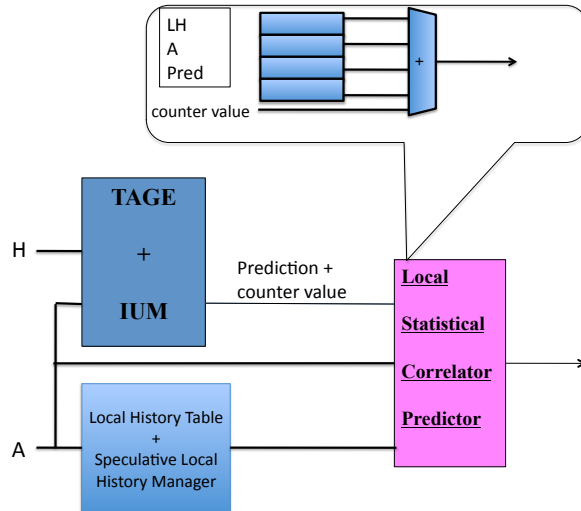 LH
A
Pred
+
counter value
TAGE
+
IUM
H
Prediction +
counter value
Local
Statistical
Correlator
Predictor
A
Local History Table
+
Speculative Local
History Manager